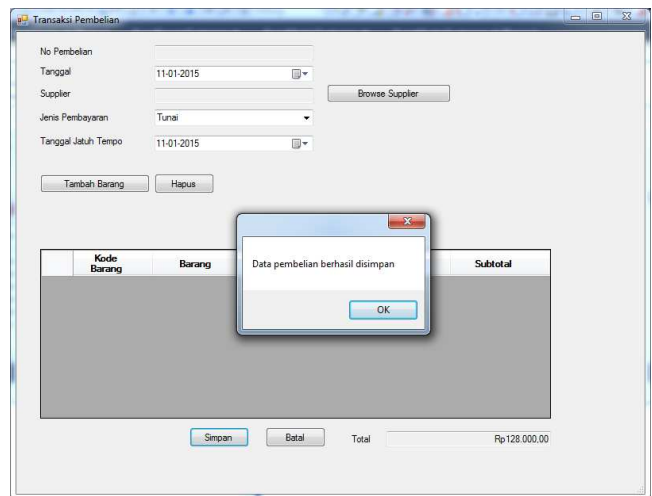 Transaksi Pembelian
No Pembelian
Tanggal 11-01-2015
Supplier Browse Supplier
Jenis Pembayaran Tunai
Tanggal Jatuh Tempo 11-01-2015
Tambah Barang Hapus
Data pembelian berhasil disimpan
OK
Kode Barang Barang Subtotal
Simpan Batal Total Rp128.000,00